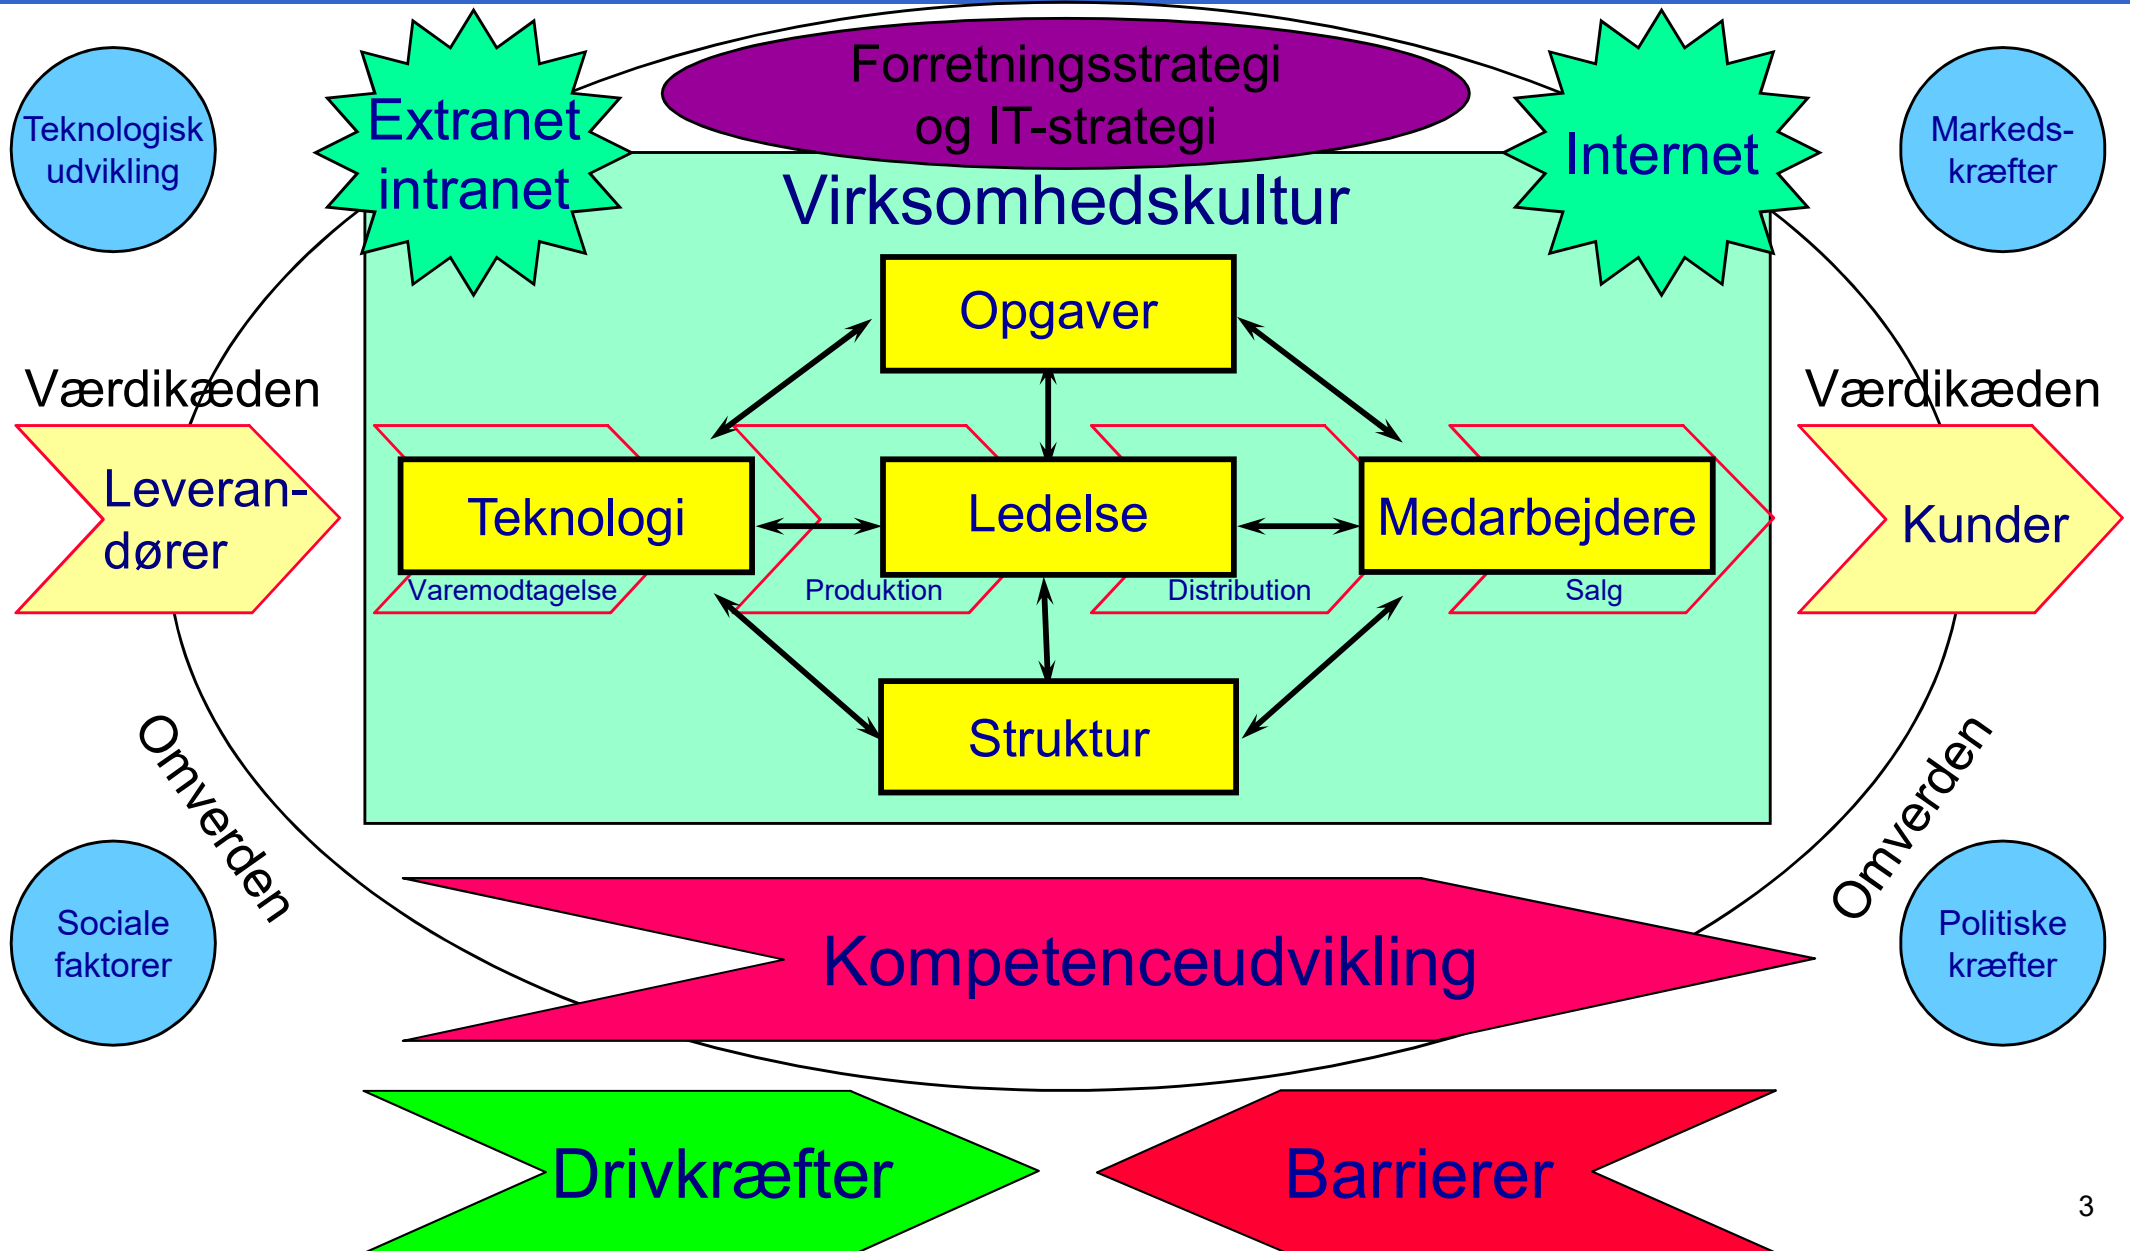 Forretningsstrategi
og IT-strategi
Extranet
intranet
Internet
Teknologisk
udvikling
Markeds-
kræfter
Virksomhedskultur
Opgaver
Værdikæden
Værdikæden
Leveran-
dører
Teknologi
Ledelse
Medarbejdere
Kunder
Varemodtagelse
Produktion
Distribution
Salg
Struktur
Omverden
Omverden
Sociale
faktorer
Politiske
kræfter
Kompetenceudvikling
Drivkræfter
Barrierer
3